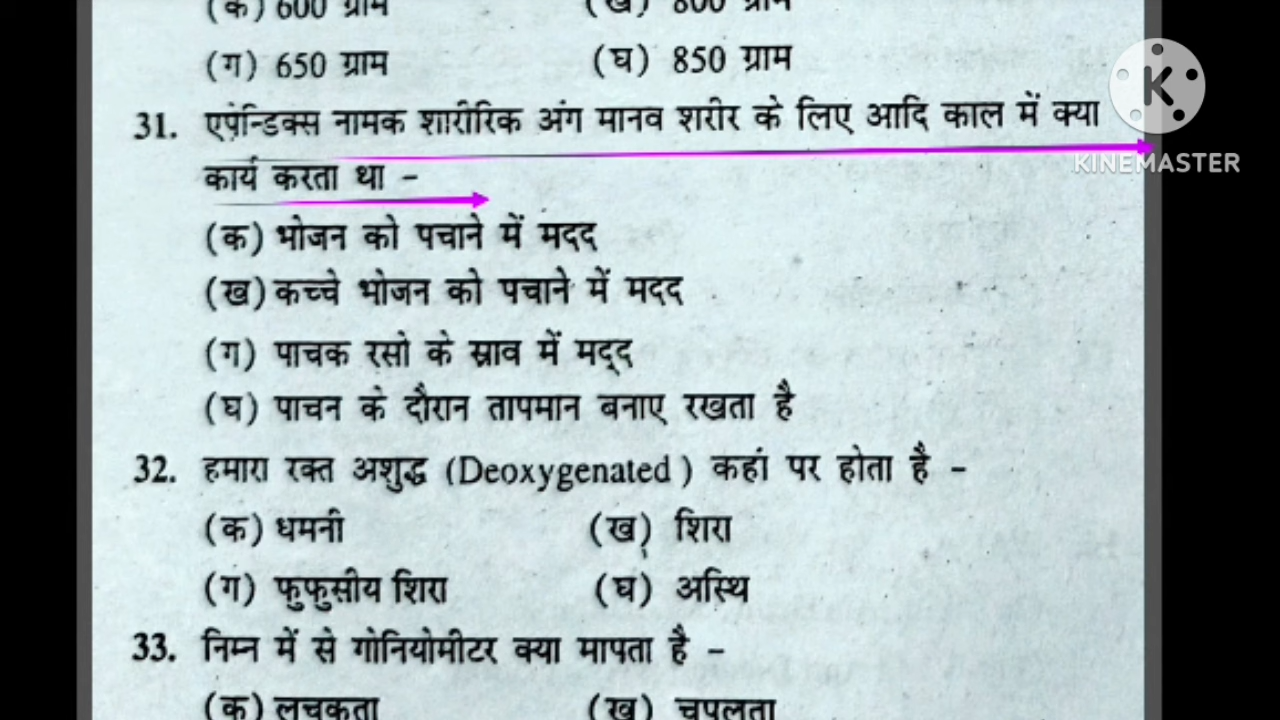 (क) 600 ग्राम (ख) 800 ग्राम
(ग) 650 ग्राम (घ) 850 ग्राम
31. एपेन्डिक्स नामक शारीरिक अंग मानव शरीर के लिए आदि काल में क्या
कार्य करता था -
(क) भोजन को पचाने में मदद
(ख) कच्चे भोजन को पचाने में मदद
(ग) पाचक रसो के स्राव में मद्द
(घ) पाचन के दौरान तापमान बनाए रखता है
32. हमारा रक्त अशुद्ध (Deoxygenated ) कहां पर होता है -
(क) धमनी (ख) शिरा
(ग) फुफुसीय शिरा (घ) अस्थि
33. निम्न में से गोनियोमीटर क्या मापता है -
(क) लचकता (ख) चपलता
K
KINEMASTER